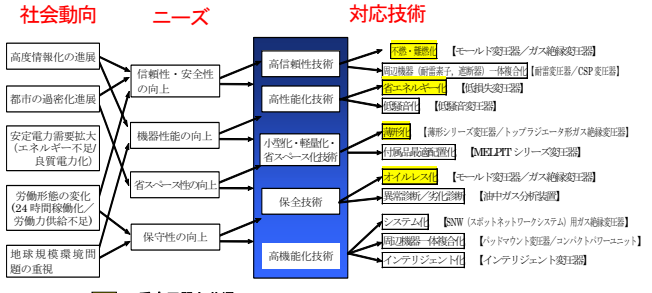 社会動向
ニーズ
対応技術
高度情報化の進展
都市の過密化進展
安定電力需要拡大
(エネルギー不足/
良質電力化)
労働形態の変化
(24時間稼働化/
労働力供給不足)
地球規模環境問
題の重視
信頼性・安全性
の向上
機器性能の向上
省スペース性の向上
保守性の向上
高信頼性技術
高性能化技術
小型化・軽量化・
省スペース化技術
保全技術
高機能化技術
不燃・難燃化 【モールド変圧器/ガス絶縁変圧器】
周辺機器(耐雷素子,遮断器)一体複合化【耐雷変圧器/CSP変圧器】
省エネルギー化 【低損失変圧器】
低騒音化 【低騒音変圧器】
薄形化 【薄形シリーズ変圧器/トップラジエータ形ガス絶縁変圧器】
付属品最適配置化 【MELPITシリーズ変圧器】
オイルレス化 【モールド変圧器/ガス絶縁変圧器】
異常診断/劣化診断 【油中ガス分析装置】
システム化 【SNW(スポットネットワークシステム)用ガス絶縁変圧器】
周辺機器一体複合化 【パッドマウント変圧器/コンパクトパワーユニット】
インテリジェント化 【インテリジェント変圧器】